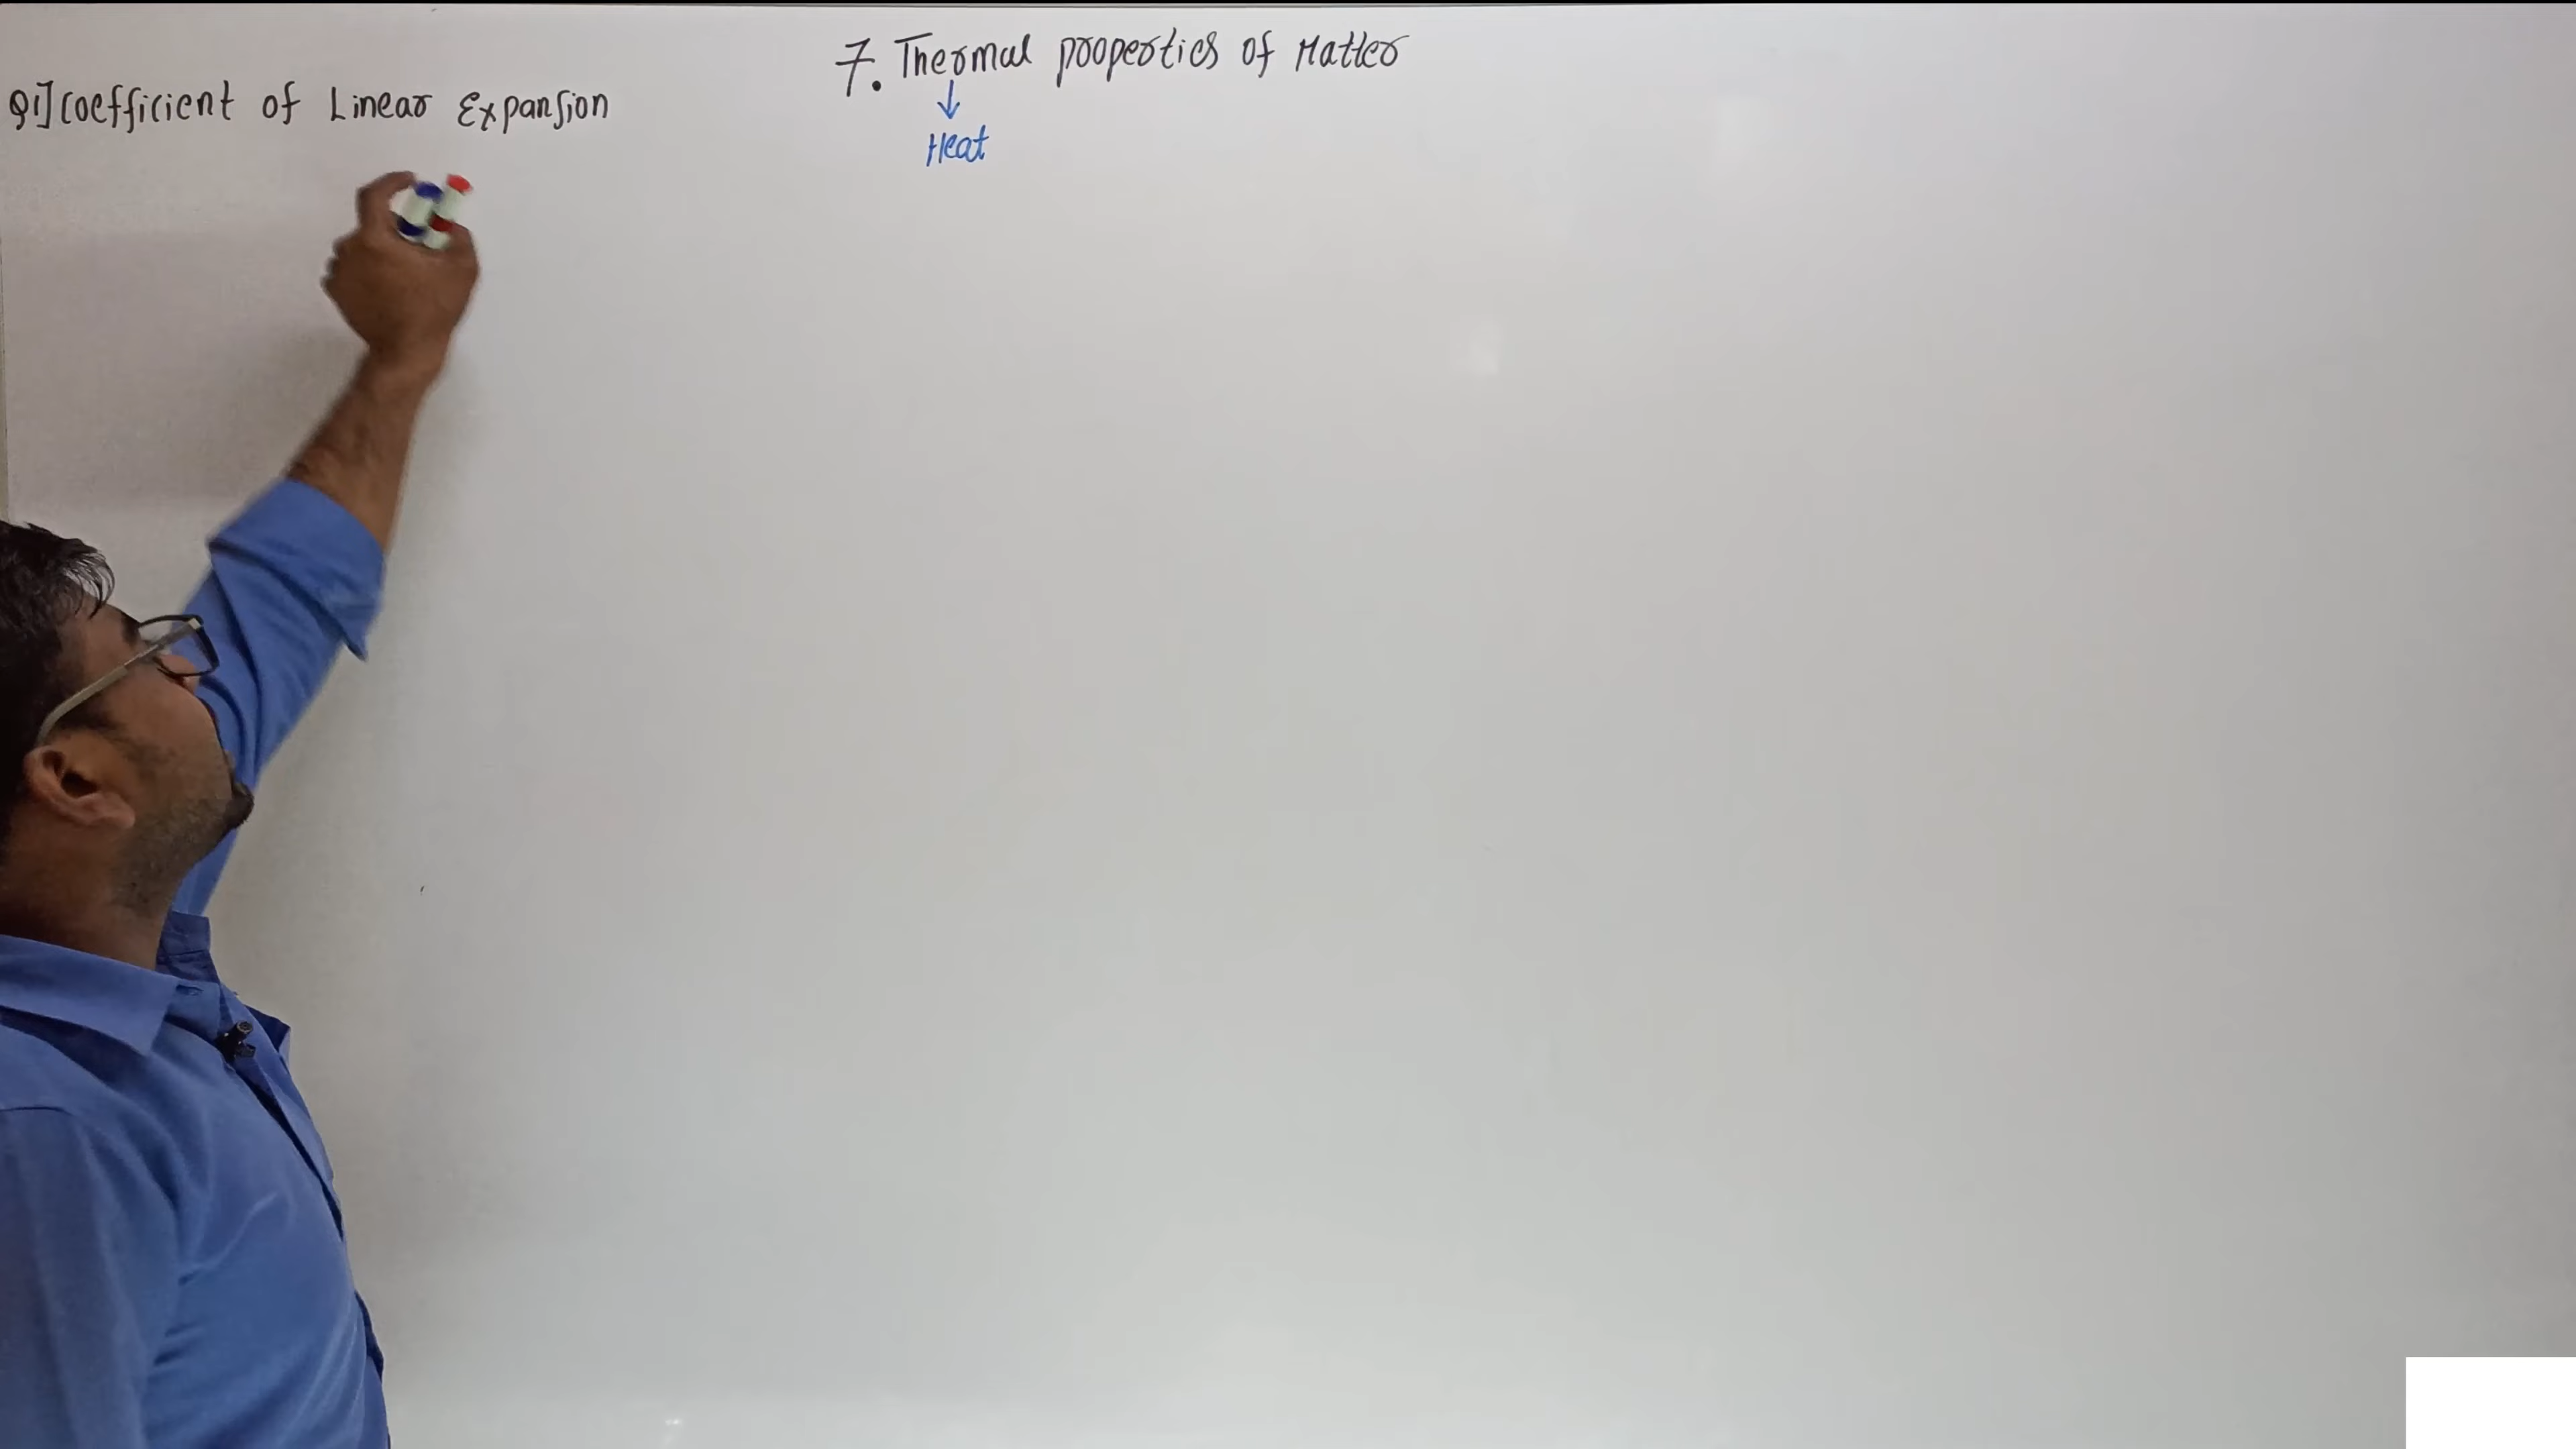 7. Thermal properties of Matter
Heat
Q1] Coefficient of Linear Expansion